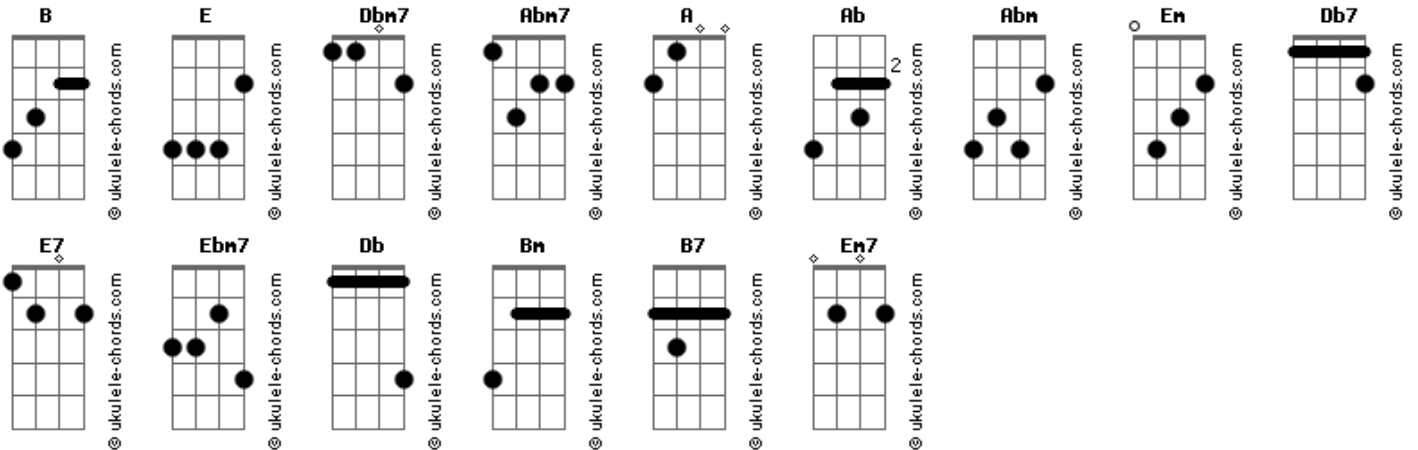 B E Dbm7 Abm7 A Ab Abm Em Db7
2
© ukulele-chords.com © ukulele-chords.com © ukulele-chords.com © ukulele-chords.com © ukulele-chords.com © ukulele-chords.com © ukulele-chords.com © ukulele-chords.com © ukulele-chords.com
E7 Ebm7 Db Bm B7 Em7
© ukulele-chords.com © ukulele-chords.com © ukulele-chords.com © ukulele-chords.com © ukulele-chords.com © ukulele-chords.com